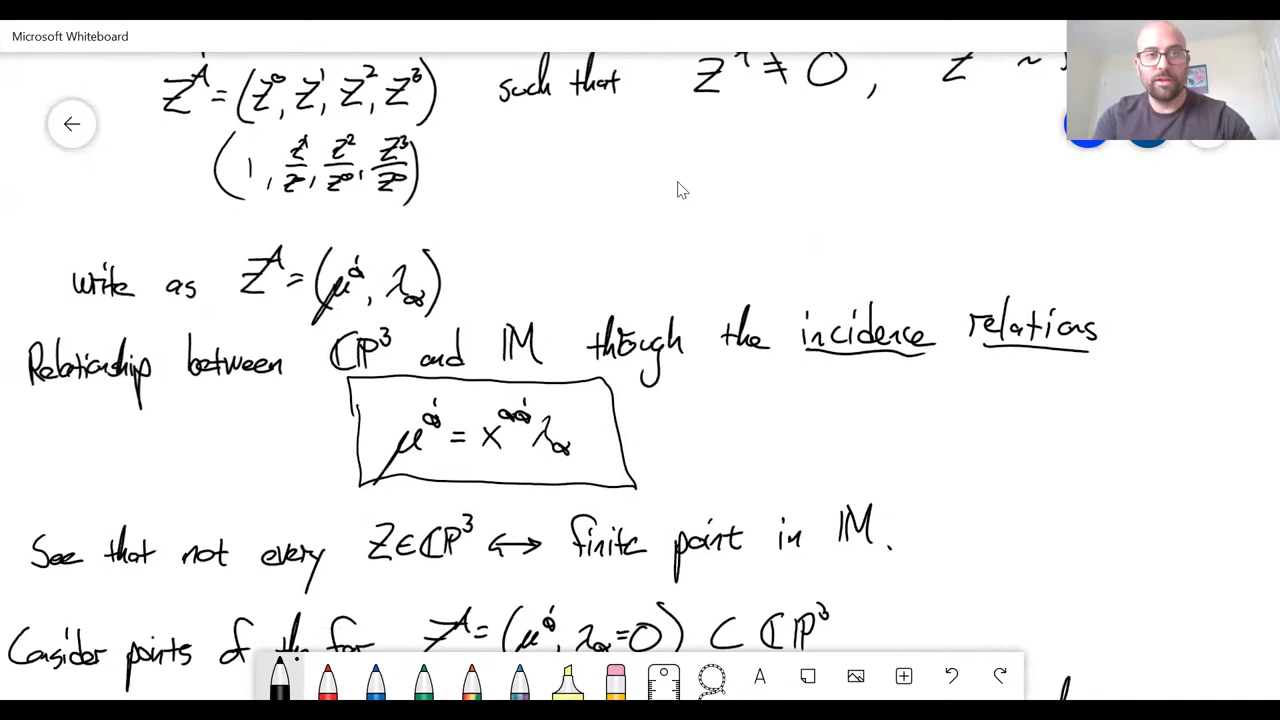 Microsoft Whiteboard
Z^A = (Z^0, Z^1, Z^2, Z^3) such that Z^A ≠ 0, Z ~
(1, Z^1/Z^0, Z^2/Z^0, Z^3/Z^0)
write as Z^A = (μ^α̇, λ_α)
Relationship between ℂℙ^3 and 𝕄 through the incidence relations
μ^α̇ = x^αα̇ λ_α
See that not every Z∈ℂℙ^3 ↔ finite point in 𝕄.
Consider points of the for Z^A = (μ^α̇, λ_α=0) ⊂ ℂℙ^3
A